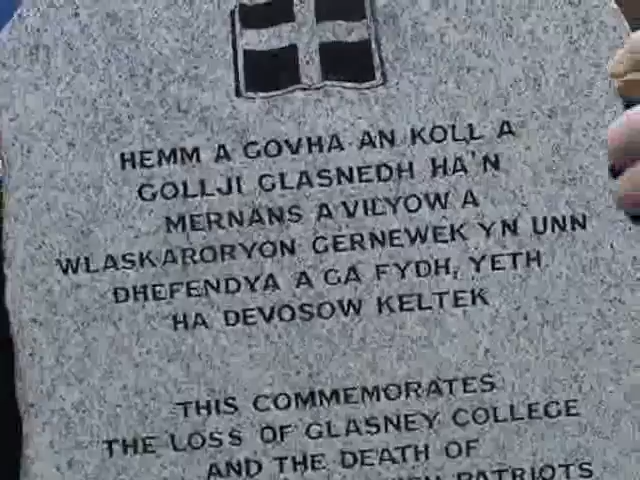 HEMM A GOVHA AN KOLL A
GOLLJI GLASNEDH HA'N
MERNANS A VILYOW A
WLASKARORYON GERNEWEK YN UNN
DHEFENDYA A GA FYDH, YETH
HA DEVOSOW KELTEK
THIS COMMEMORATES
THE LOSS OF GLASNEY COLLEGE
AND THE DEATH OF
PATRIOTS